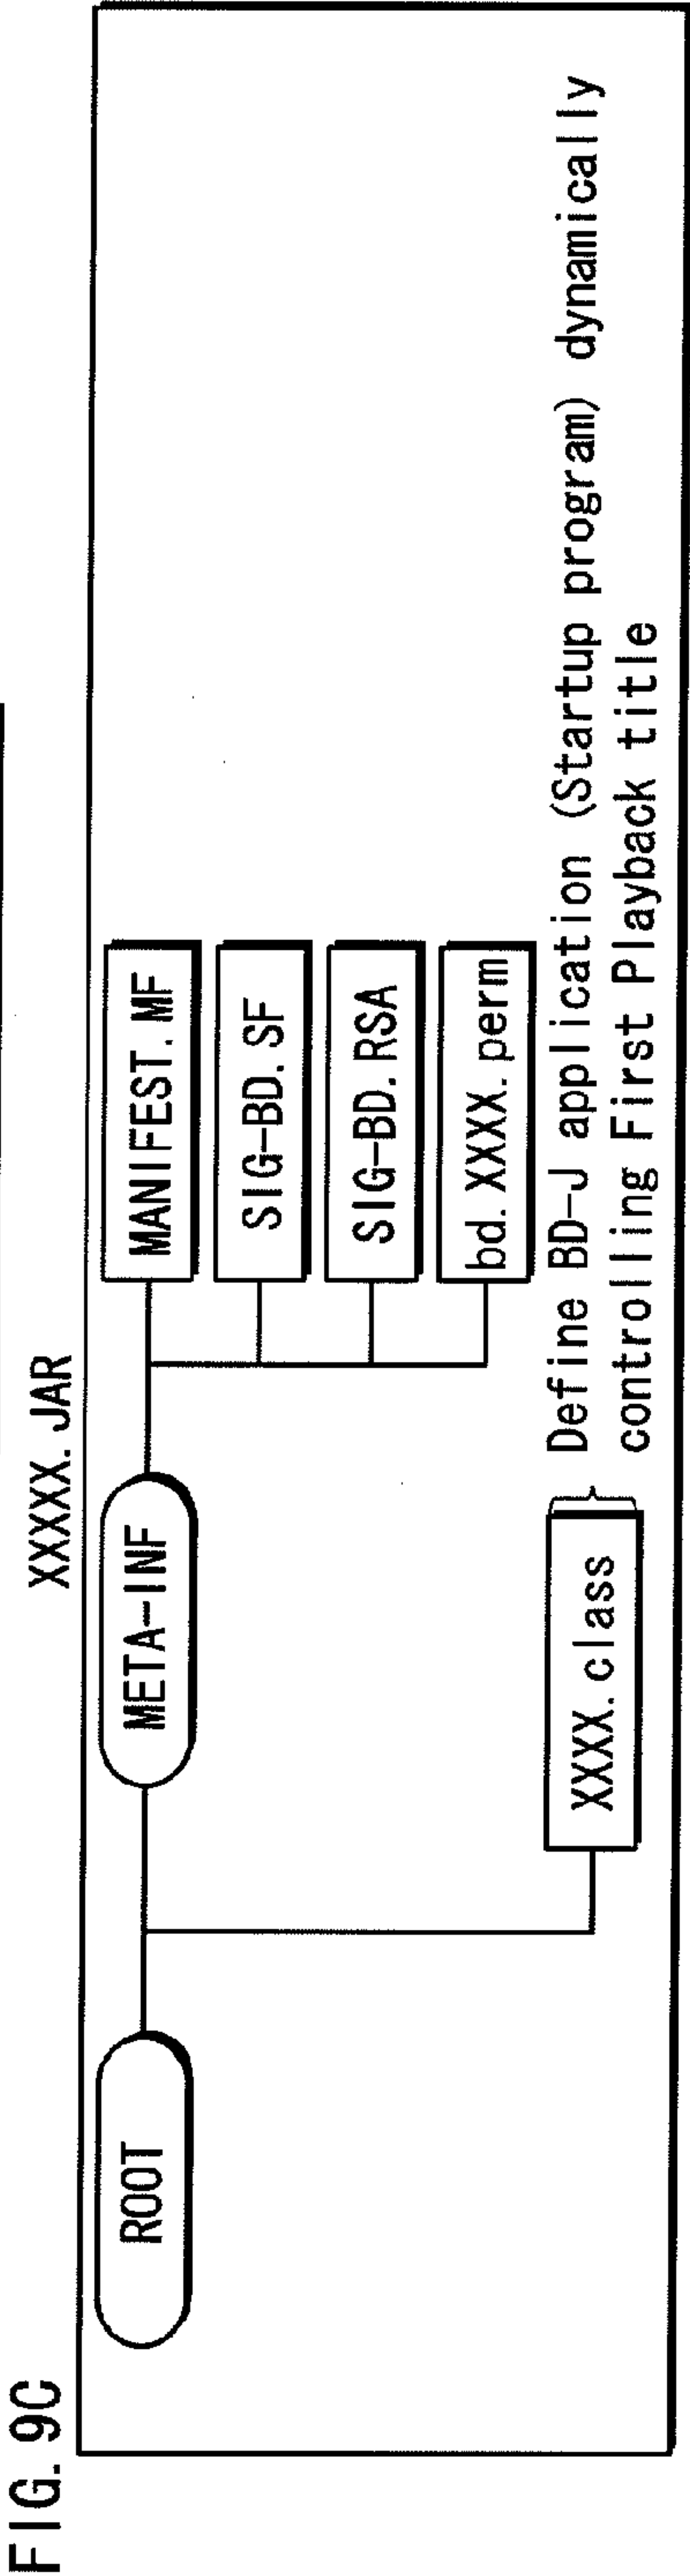 FIG. 9C
XXXXX. JAR
ROOT
META-INF
MANIFEST. MF
SIG-BD. SF
SIG-BD. RSA
bd. XXXX. perm
XXXX. class
Define BD-J application (Startup program) dynamically
controlling First Playback title